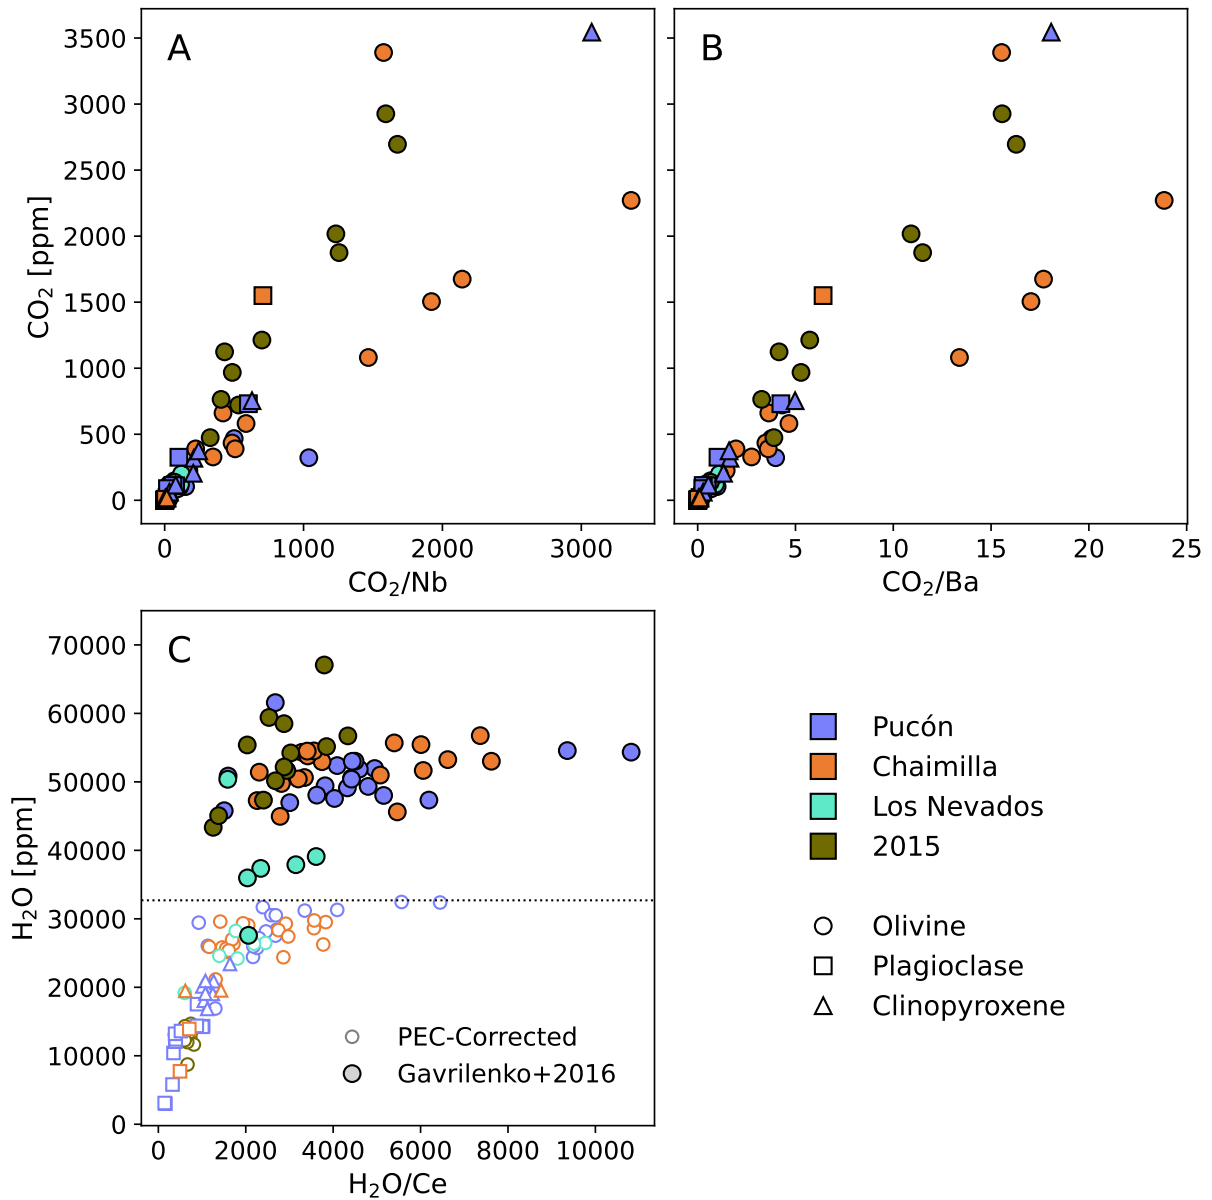 A
B
3500
3000
2500
2000
1500
1000
500
0
CO₂ [ppm]
0 1000 2000 3000
0 5 10 15 20 25
CO₂/Nb
CO₂/Ba
C
70000
60000
50000
40000
30000
20000
10000
0
H₂O [ppm]
PEC-Corrected
Gavrilenko+2016
0 2000 4000 6000 8000 10000
H₂O/Ce
Pucón
Chaimilla
Los Nevados
2015
Olivine
Plagioclase
Clinopyroxene